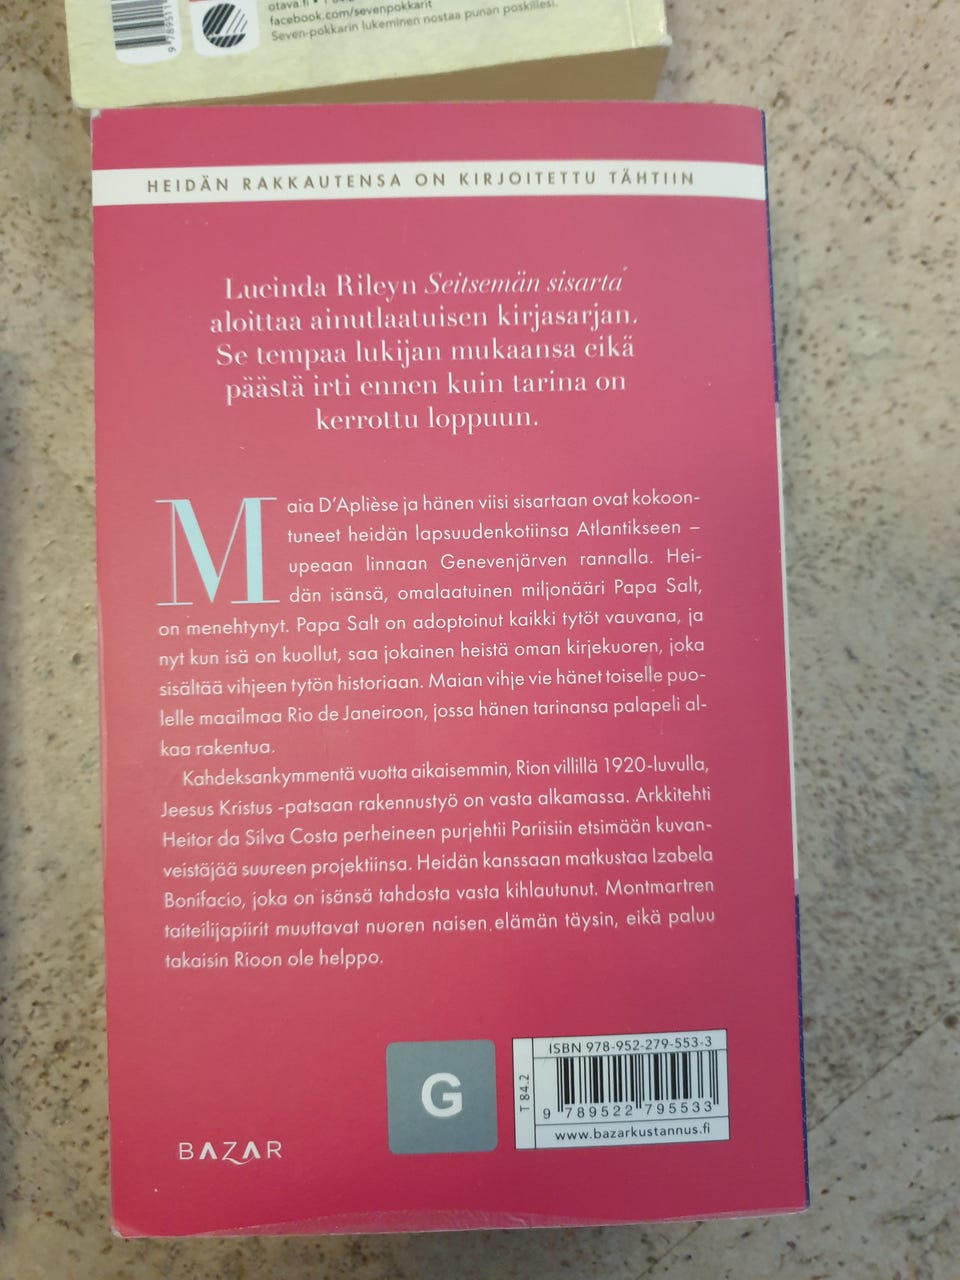 otava.fi •
facebook.com/sevenpokkarit
Seven-pokkarin lukeminen nostaa punan poskillesi.
HEIDÄN RAKKAUTENSA ON KIRJOITETTU TÄHTIIN
Lucinda Rileyn Seitsemän sisarta
aloittaa ainutlaatuisen kirjasarjan.
Se tempaa lukijan mukaansa eikä
päästä irti ennen kuin tarina on
kerrottu loppuun.
Maia D'Aplièse ja hänen viisi sisartaan ovat kokoon-
tuneet heidän lapsuudenkotiinsa Atlantikseen –
upeaan linnaan Genevenjärven rannalla. Hei-
dän isänsä, omalaatuinen miljonääri Papa Salt,
on menehtynyt. Papa Salt on adoptoinut kaikki tytöt vauvana, ja
nyt kun isä on kuollut, saa jokainen heistä oman kirjekuoren, joka
sisältää vihjeen tytön historiaan. Maian vihje vie hänet toiselle puo-
lelle maailmaa Rio de Janeiroon, jossa hänen tarinansa palapeli al-
kaa rakentua.
Kahdeksankymmentä vuotta aikaisemmin, Rion villillä 1920-luvulla,
Jeesus Kristus -patsaan rakennustyö on vasta alkamassa. Arkkitehti
Heitor da Silva Costa perheineen purjehtii Pariisiin etsimään kuvan-
veistäjää suureen projektiinsa. Heidän kanssaan matkustaa Izabela
Bonifacio, joka on isänsä tahdosta vasta kihlautunut. Montmartren
taiteilijapiirit muuttavat nuoren naisen elämän täysin, eikä paluu
takaisin Rioon ole helppo.
BAZAR
G
T 84.2
ISBN 978-952-279-553-3
9 789522 795533
www.bazarkustannus.fi